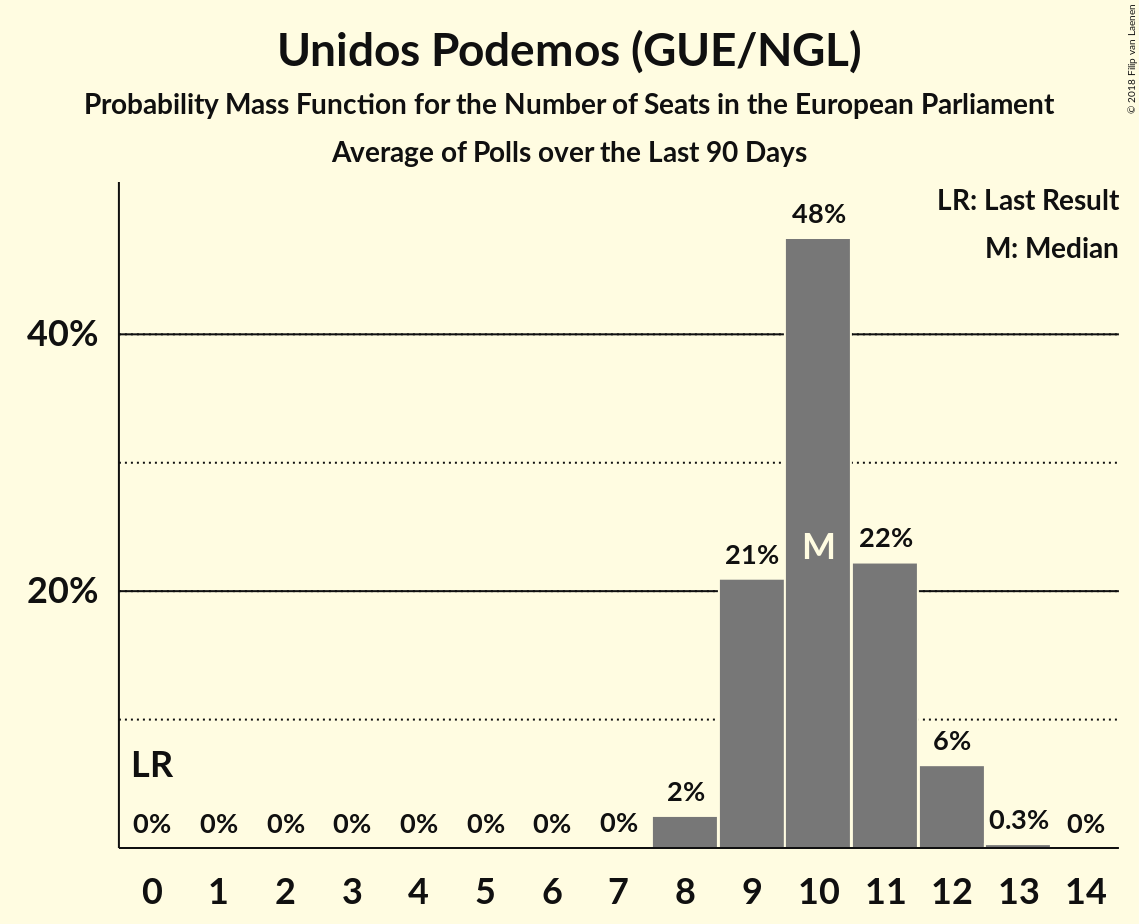 Unidos Podemos (GUE/NGL)
Probability Mass Function for the Number of Seats in the European Parliament
Average of Polls over the Last 90 Days
© 2018 Filip van Laenen
LR: Last Result
M: Median
48%
40%
22%
21%
M
20%
6%
LR
2%
0% 0% 0% 0% 0% 0% 0% 0% 0.3% 0%
0 1 2 3 4 5 6 7 8 9 10 11 12 13 14